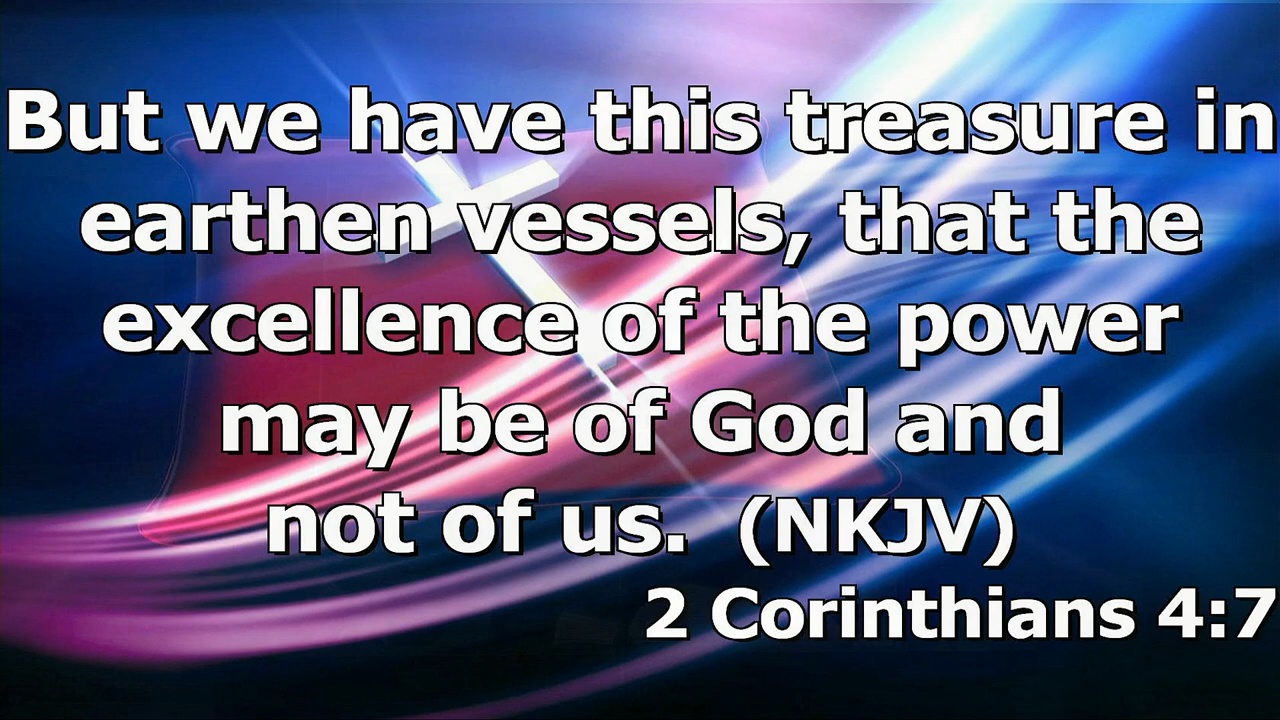 But we have this treasure in
earthen vessels, that the
excellence of the power
may be of God and
not of us. (NKJV)
2 Corinthians 4:7